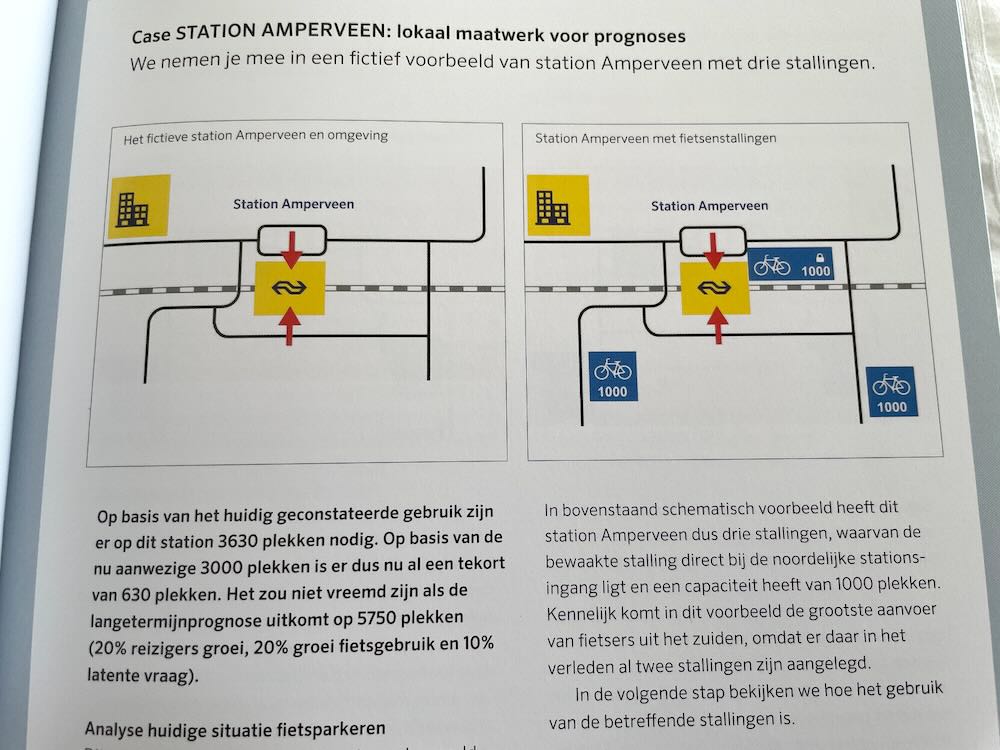 Case STATION AMPERVEEN: lokaal maatwerk voor prognoses
We nemen je mee in een fictief voorbeeld van station Amperveen met drie stallingen.
Het fictieve station Amperveen en omgeving
Station Amperveen
Station Amperveen met fietsenstallingen
Station Amperveen
1000
1000
1000
Op basis van het huidig geconstateerde gebruik zijn
er op dit station 3630 plekken nodig. Op basis van de
nu aanwezige 3000 plekken is er dus nu al een tekort
van 630 plekken. Het zou niet vreemd zijn als de
langetermijnprognose uitkomt op 5750 plekken
(20% reizigers groei, 20% groei fietsgebruik en 10%
latente vraag).
Analyse huidige situatie fietsparkeren
In bovenstaand schematisch voorbeeld heeft dit
station Amperveen dus drie stallingen, waarvan de
bewaakte stalling direct bij de noordelijke stations-
ingang ligt en een capaciteit heeft van 1000 plekken.
Kennelijk komt in dit voorbeeld de grootste aanvoer
van fietsers uit het zuiden, omdat er daar in het
verleden al twee stallingen zijn aangelegd.
In de volgende stap bekijken we hoe het gebruik
van de betreffende stallingen is.